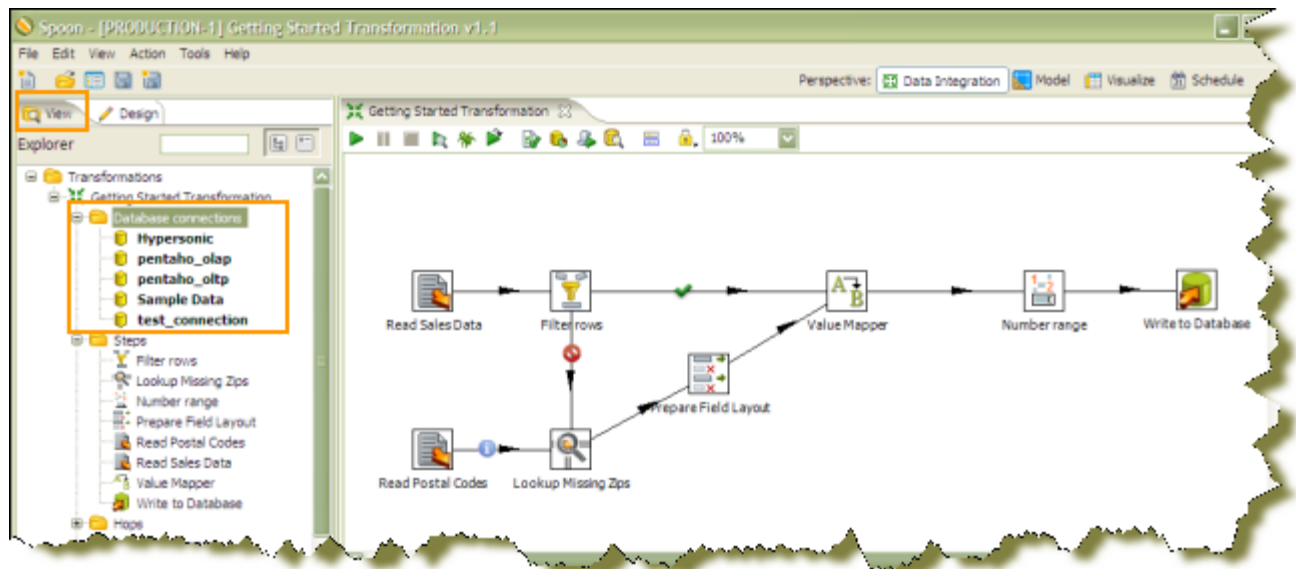 Spoon - [PRODUCTION-1] Getting Started Transformation v1.1
File Edit View Action Tools Help
Perspective: Data Integration Model Visualize Schedule
View Design
Getting Started Transformation
Explorer
100%
Transformations
Getting Started Transformation
Database connections
Hypersonic
pentaho_olap
pentaho_oltp
Sample Data
test_connection
Steps
Filter rows
Lookup Missing Zips
Number range
Prepare Field Layout
Read Postal Codes
Read Sales Data
Value Mapper
Write to Database
Hops
Read Sales Data
Filter rows
Value Mapper
Number range
Write to Database
Prepare Field Layout
Read Postal Codes
Lookup Missing Zips